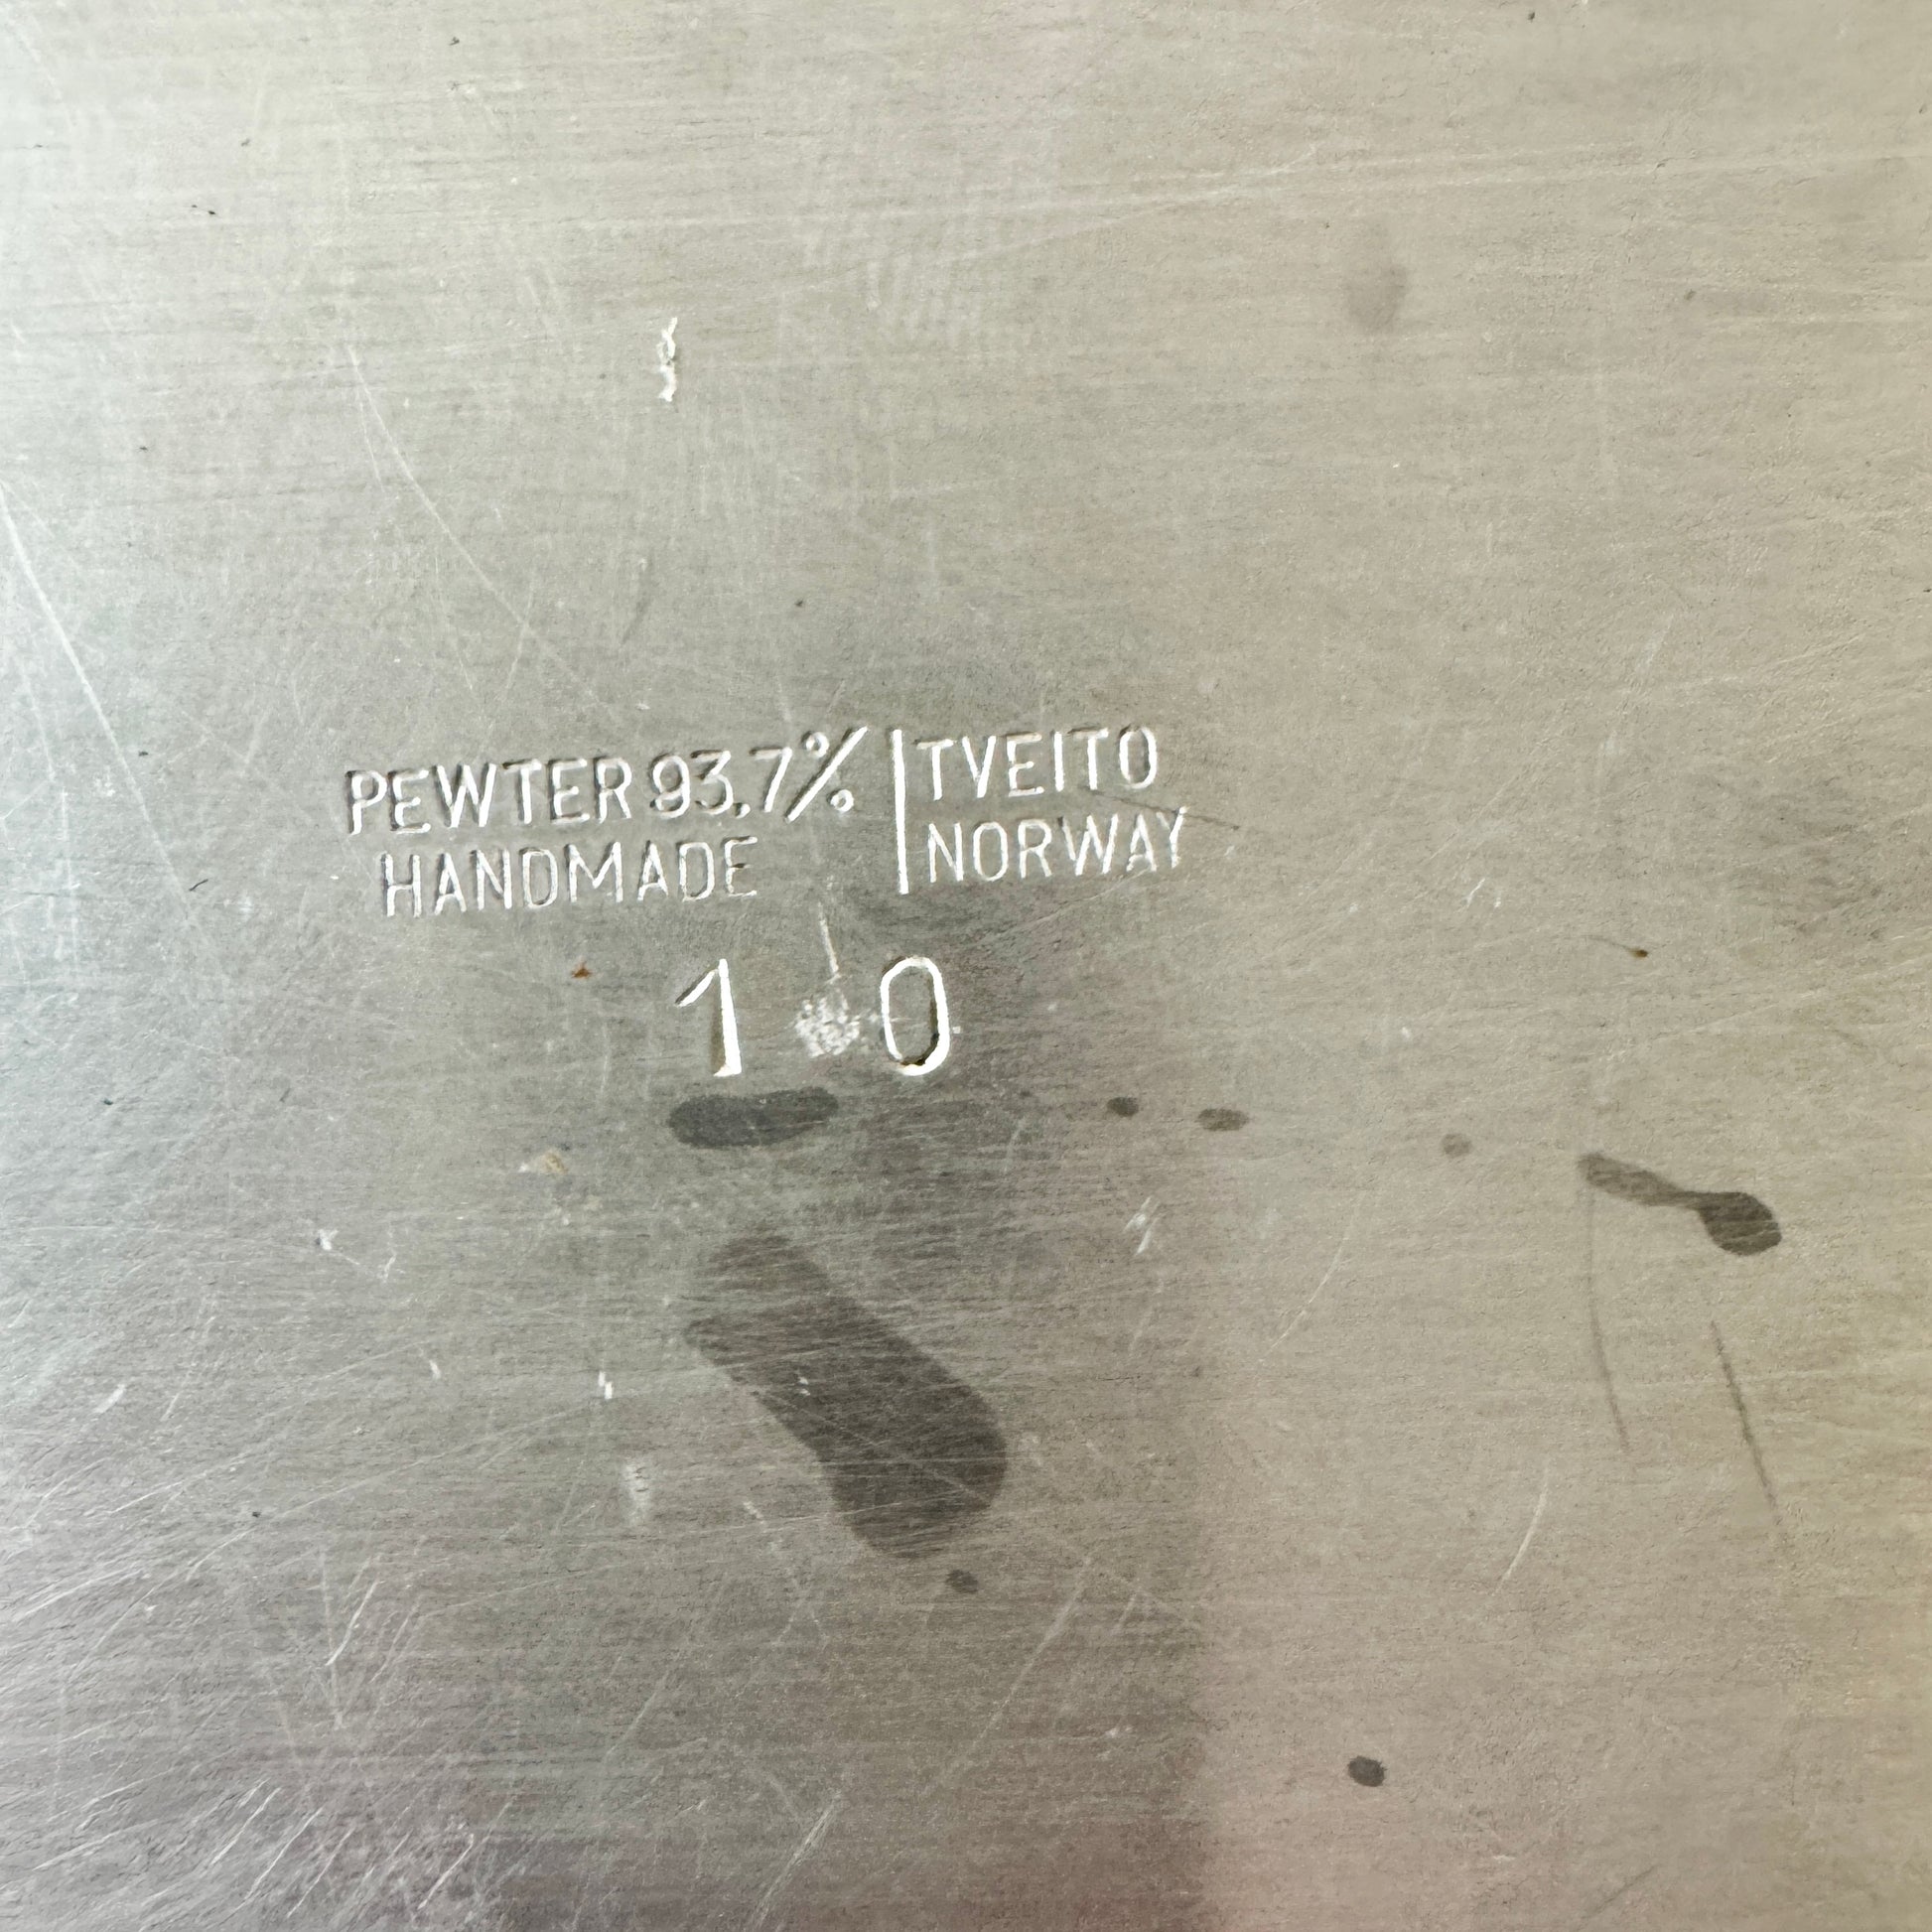 PEWTER 93,7% | TVEITO
HANDMADE | NORWAY
1 0